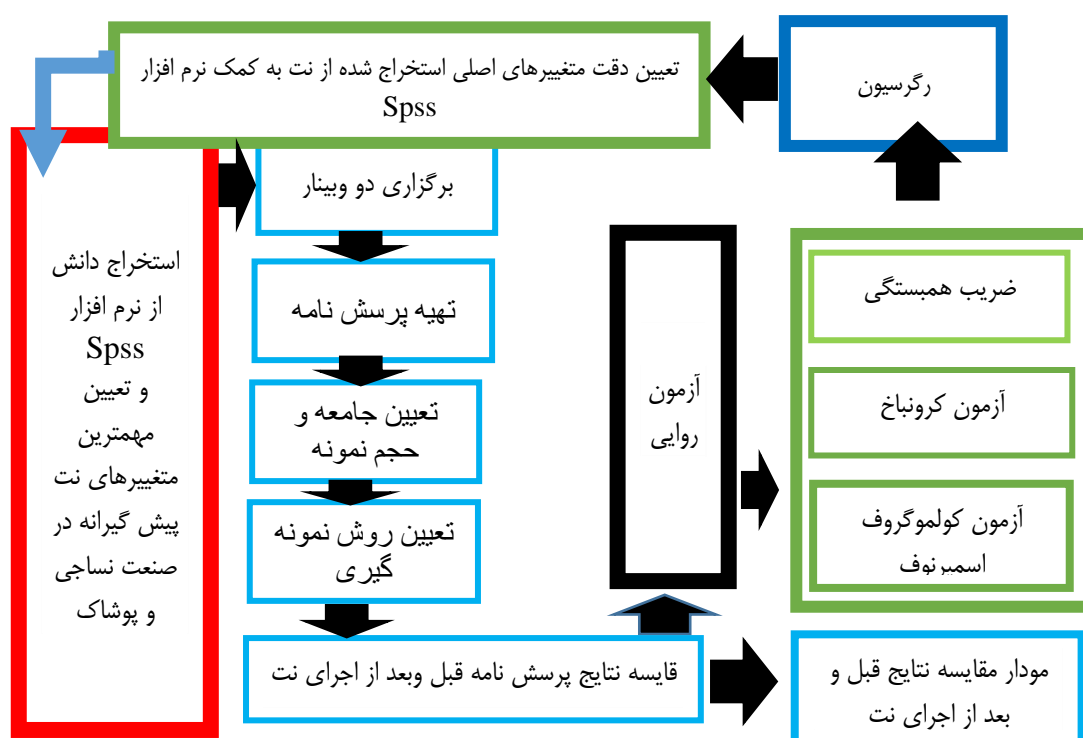 تعیین دقت متغییرهای اصلی استخراج شده از نت به کمک نرم افزار
Spss
رگرسیون
برگزاری دو وبینار
استخراج دانش
از نرم افزار
Spss
و تعیین
مهمترین
متغییرهای نت
پیش گیرانه در
صنعت نساجی
و پوشاک
تهیه پرسش نامه
تعیین جامعه و
حجم نمونه
تعیین روش نمونه
گیری
قایسه نتایج پرسش نامه قبل وبعد از اجرای نت
آزمون
روایی
ضریب همبستگی
آزمون کرونباخ
آزمون کولموگروف
اسمیرنوف
مودار مقایسه نتایج قبل و
بعد از اجرای نت